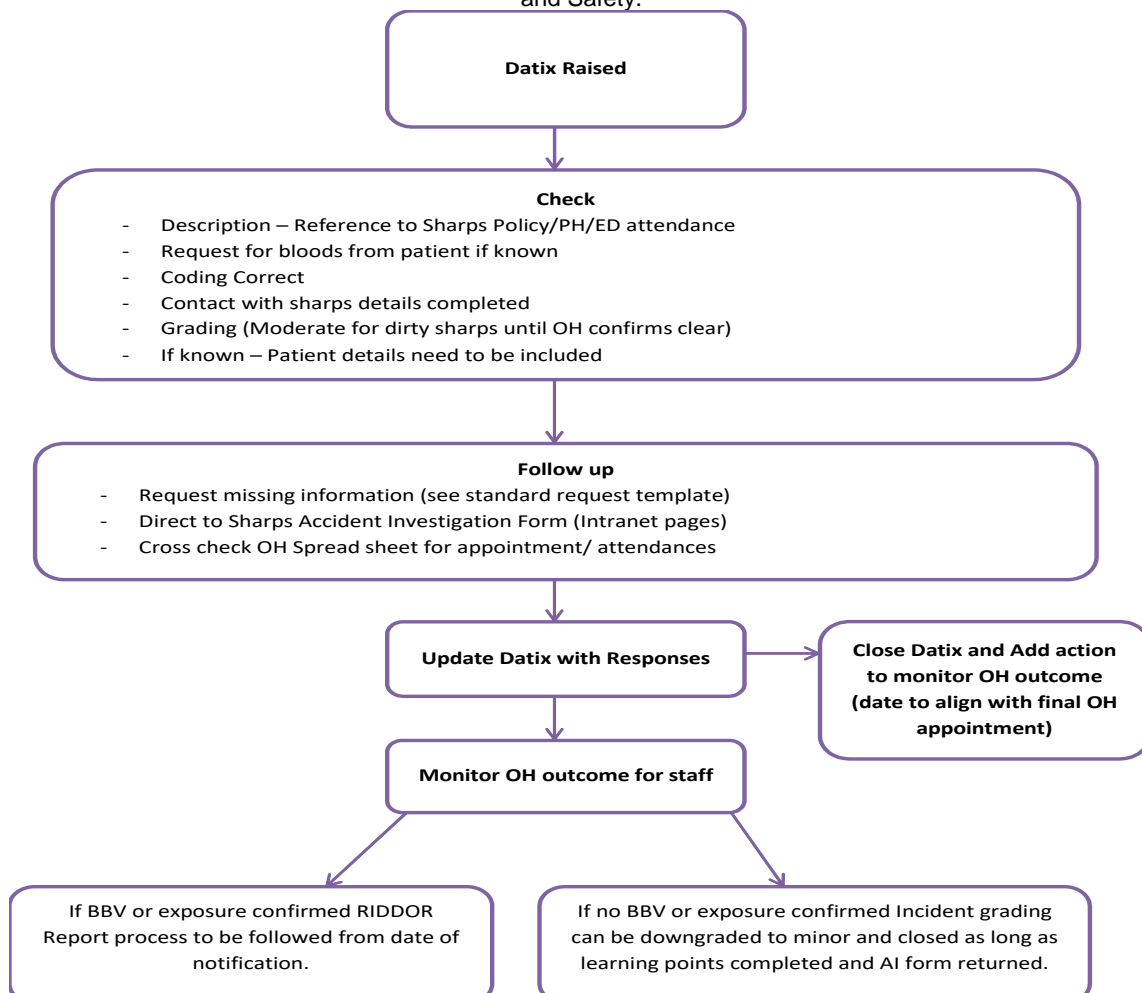 and Safety.
Datix Raised
Check
- Description – Reference to Sharps Policy/PH/ED attendance
- Request for bloods from patient if known
- Coding Correct
- Contact with sharps details completed
- Grading (Moderate for dirty sharps until OH confirms clear)
- If known – Patient details need to be included
Follow up
- Request missing information (see standard request template)
- Direct to Sharps Accident Investigation Form (Intranet pages)
- Cross check OH Spread sheet for appointment/ attendances
Update Datix with Responses
Close Datix and Add action
to monitor OH outcome
(date to align with final OH
appointment)
Monitor OH outcome for staff
If BBV or exposure confirmed RIDDOR
Report process to be followed from date of
notification.
If no BBV or exposure confirmed Incident grading
can be downgraded to minor and closed as long as
learning points completed and AI form returned.